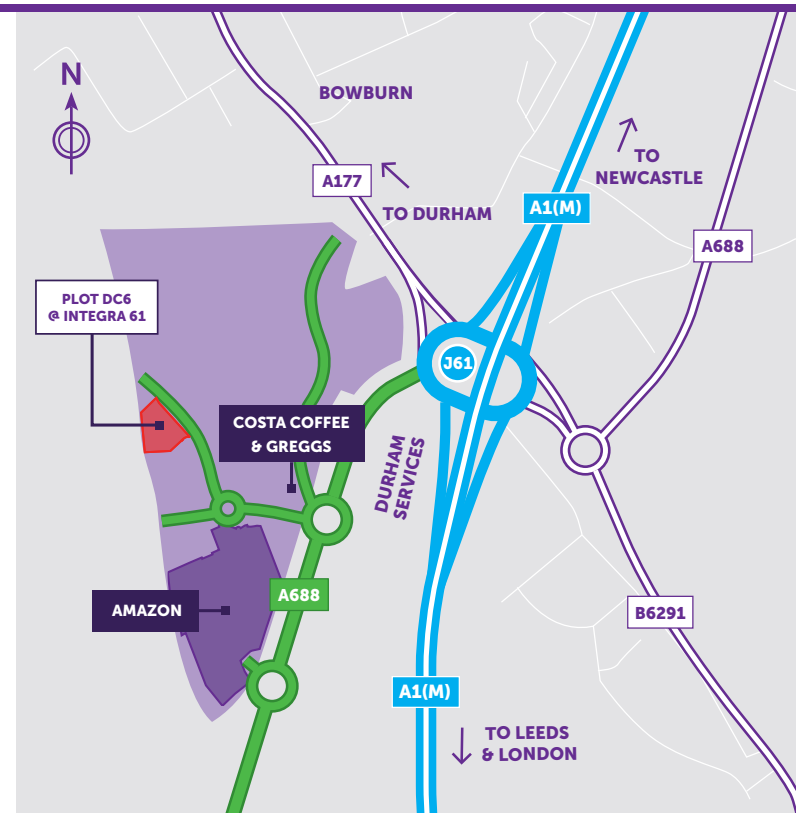 N
BOWBURN
A177
TO DURHAM
TO
NEWCASTLE
A1(M)
A688
PLOT DC6
@ INTEGRA 61
J61
COSTA COFFEE
& GREGGS
DURHAM
SERVICES
A688
AMAZON
B6291
A1(M)
TO LEEDS
& LONDON